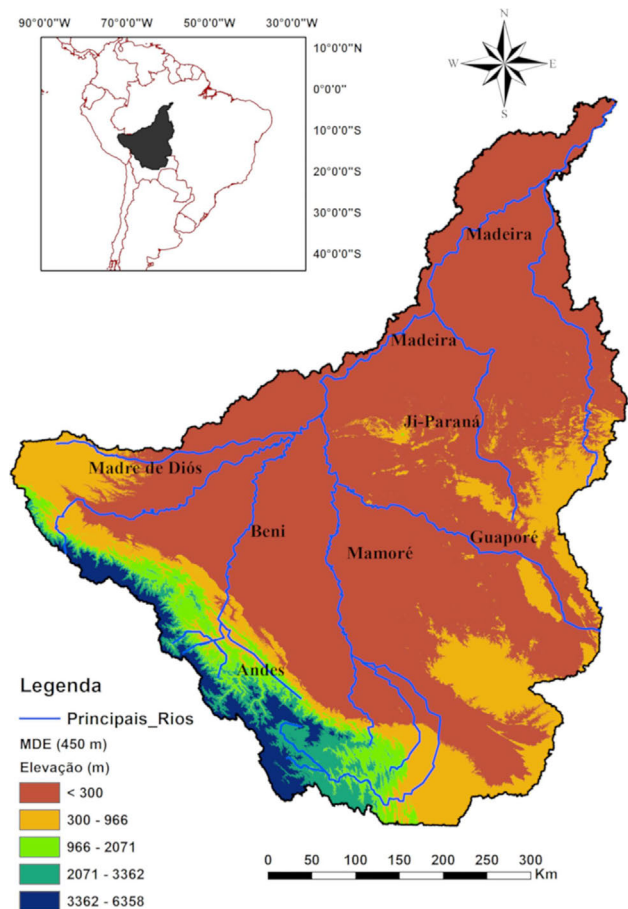 90°0'0"W 70°0'0"W 50°0'0"W 30°0'0"W
10°0'0"N
0°0'0"
10°0'0"S
20°0'0"S
30°0'0"S
40°0'0"S
N
W E
S
Madeira
Madeira
Ji-Paraná
Madre de Diós
Beni
Mamoré
Guaporé
Andes
Legenda
Principais_Rios
MDE (450 m)
Elevação (m)
< 300
300 - 966
966 - 2071
2071 - 3362
3362 - 6358
0 50 100 150 200 250 300
Km